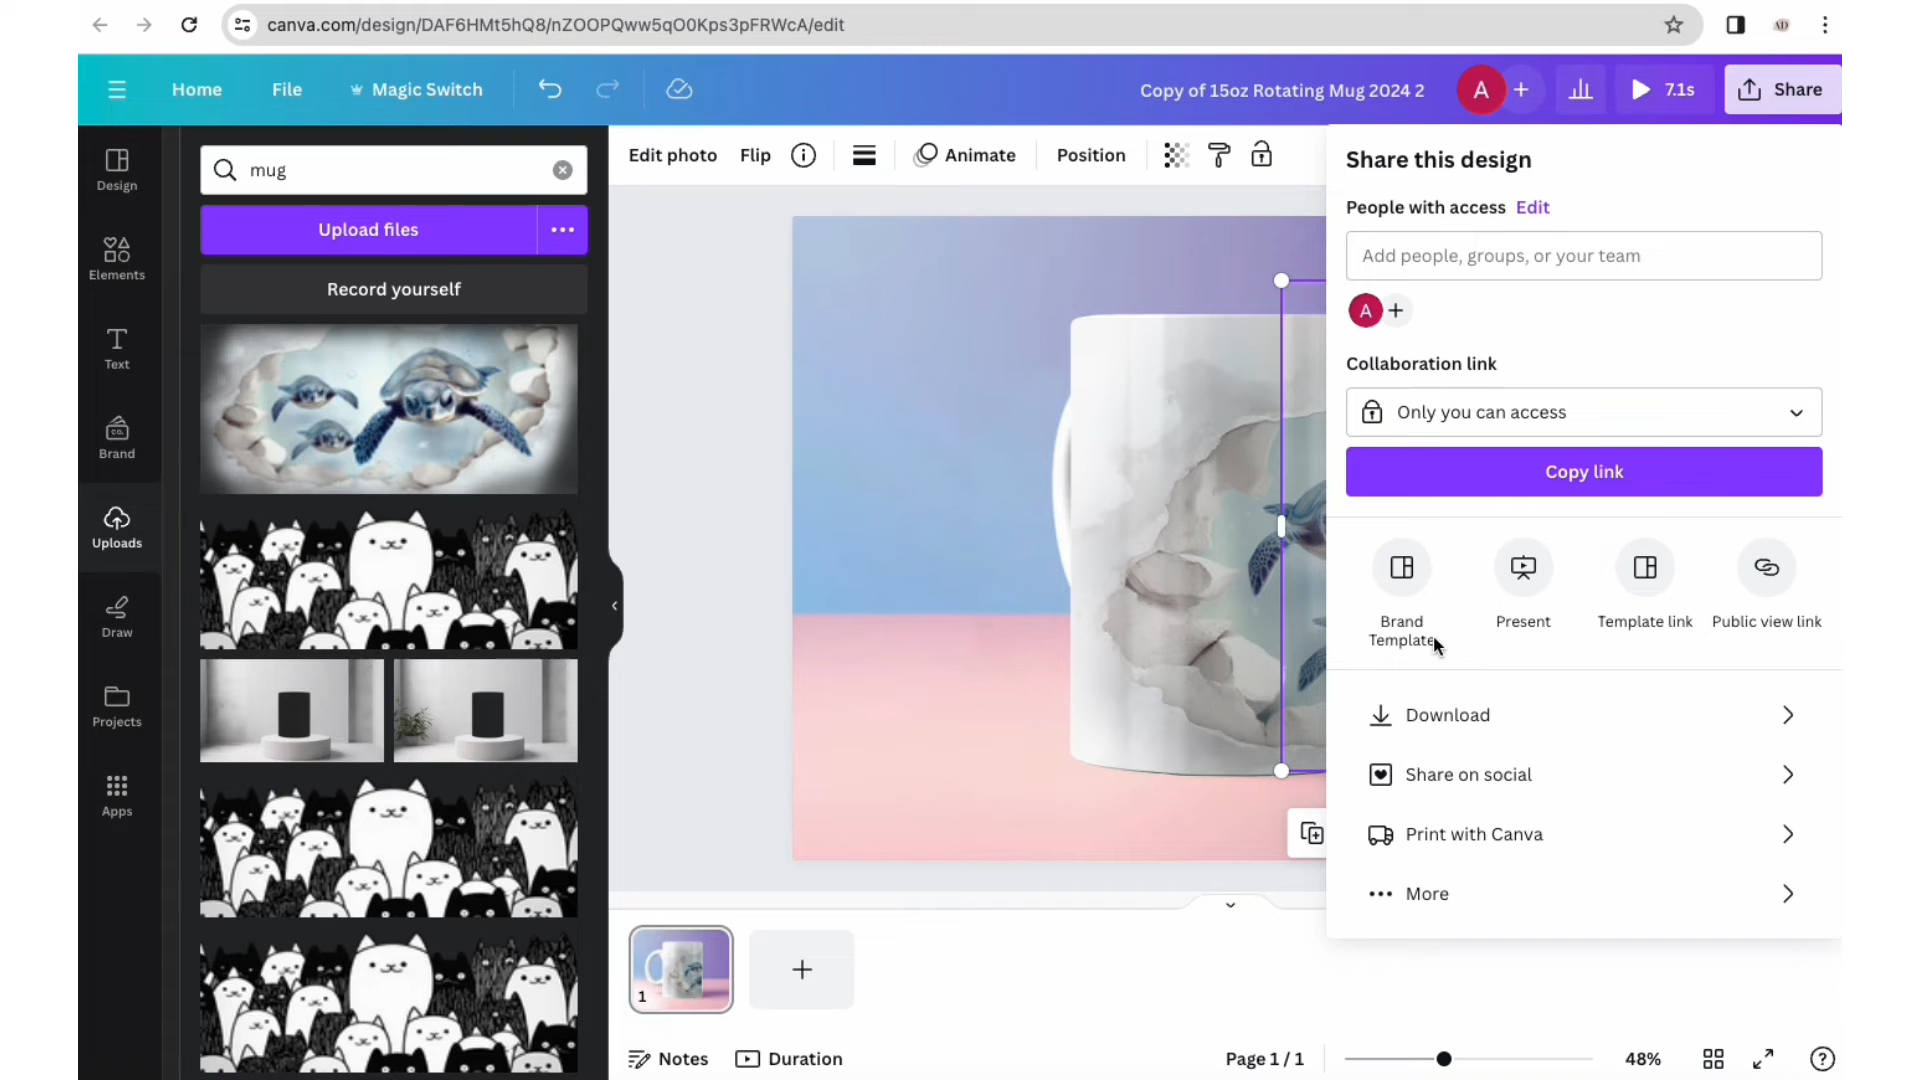 canva.com/design/DAF6HMt5hQ8/nZOOPQww5qO0Kps3pFRWcA/edit
AD
Home
File
Magic Switch
Copy of 15oz Rotating Mug 2024 2
A
7.1s
Share
Design
Elements
Text
CO.
Brand
Uploads
Draw
Projects
Apps
mug
Upload files
Record yourself
Edit photo
Flip
Animate
Position
Share this design
People with access Edit
Add people, groups, or your team
A
Collaboration link
Only you can access
Copy link
Brand
Template
Present
Template link
Public view link
Download
Share on social
Print with Canva
More
1
Notes
Duration
Page 1 / 1
48%